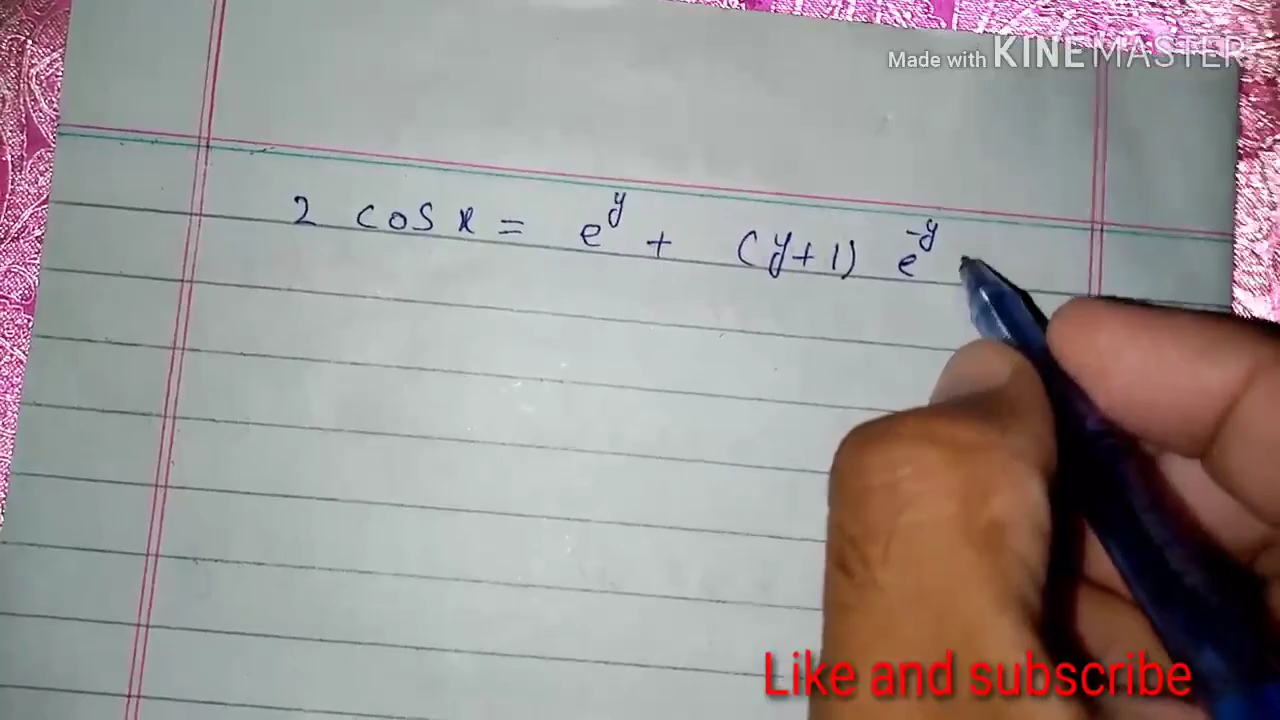 Made with KINEMASTER
2 cos x = e^y + (y+1) e^-y
Like and subscribe